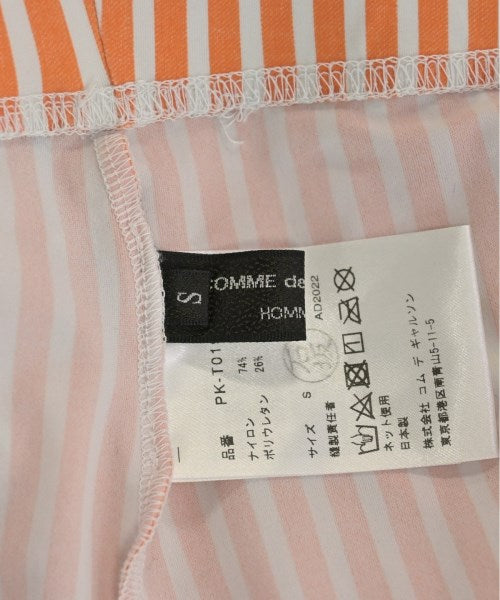 S
COMME de
HOMM
AD2022
品番 PK-T01
ナイロン 74%
ポリウレタン 26%
サイズ S
縫製責任者
ネット使用
日本製
株式会社 コム デ ギャルソン
東京都港区南青山5-11-5